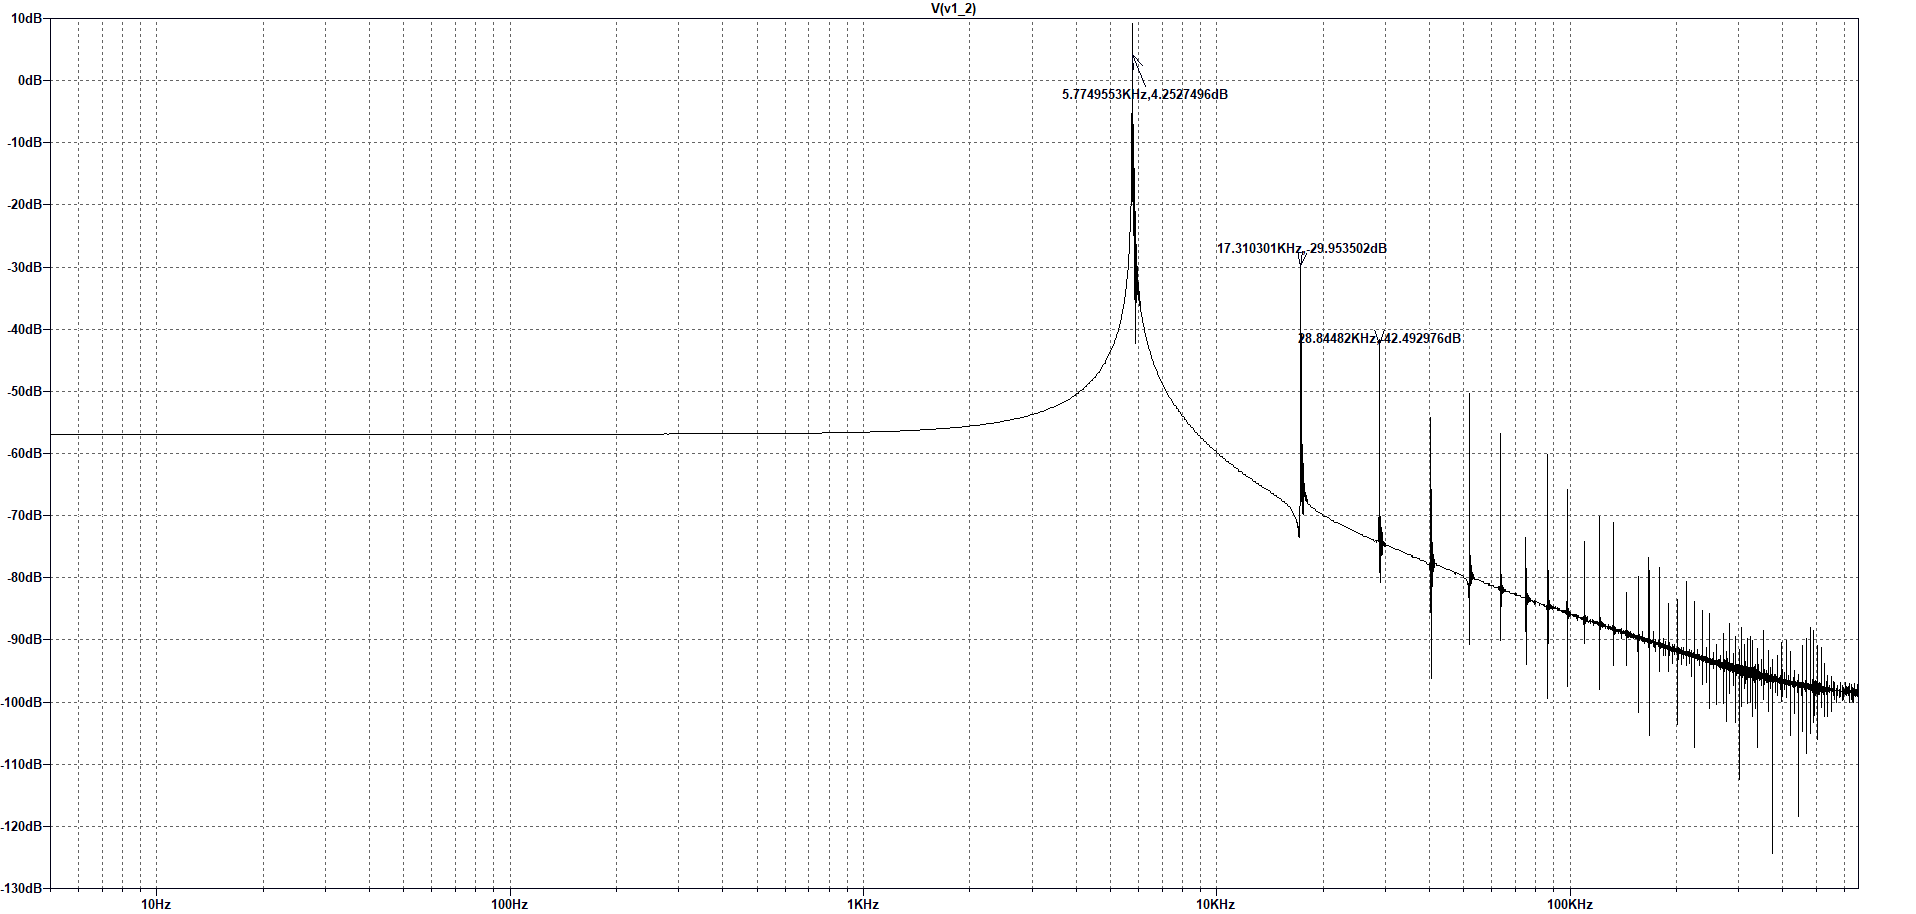 V(v1_2)
10dB
0dB
5.7749553KHz,4.2527496dB
-10dB
-20dB
17.310301KHz,-29.953502dB
-30dB
28.84482KHz,-42.492976dB
-40dB
-50dB
-60dB
-70dB
-80dB
-90dB
-100dB
-110dB
-120dB
-130dB
10Hz 100Hz 1KHz 10KHz 100KHz